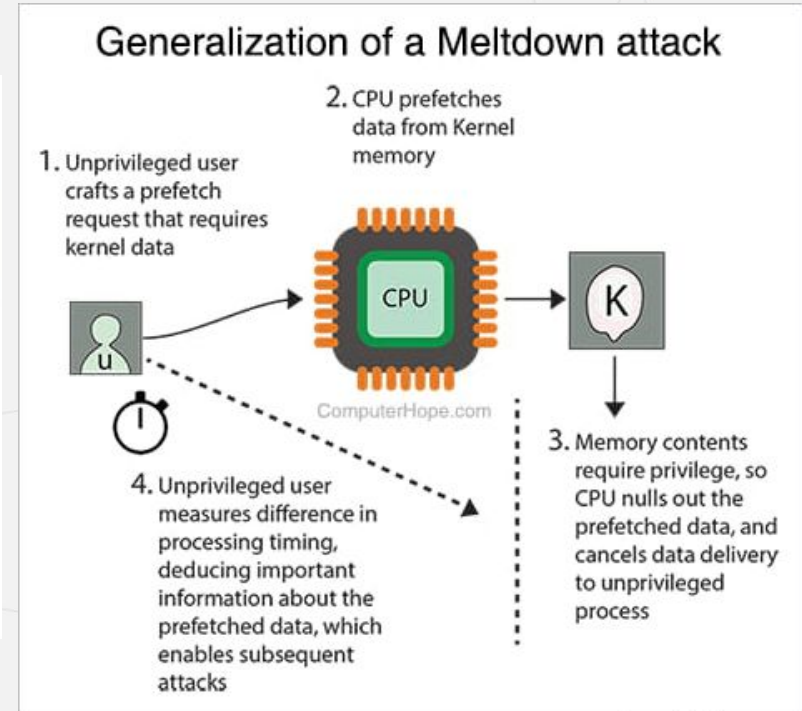 Generalization of a Meltdown attack
1. Unprivileged user
crafts a prefetch
request that requires
kernel data
2. CPU prefetches
data from Kernel
memory
CPU
K
u
ComputerHope.com
3. Memory contents
require privilege, so
CPU nulls out the
prefetched data, and
cancels data delivery
to unprivileged
process
4. Unprivileged user
measures difference in
processing timing,
deducing important
information about the
prefetched data, which
enables subsequent
attacks